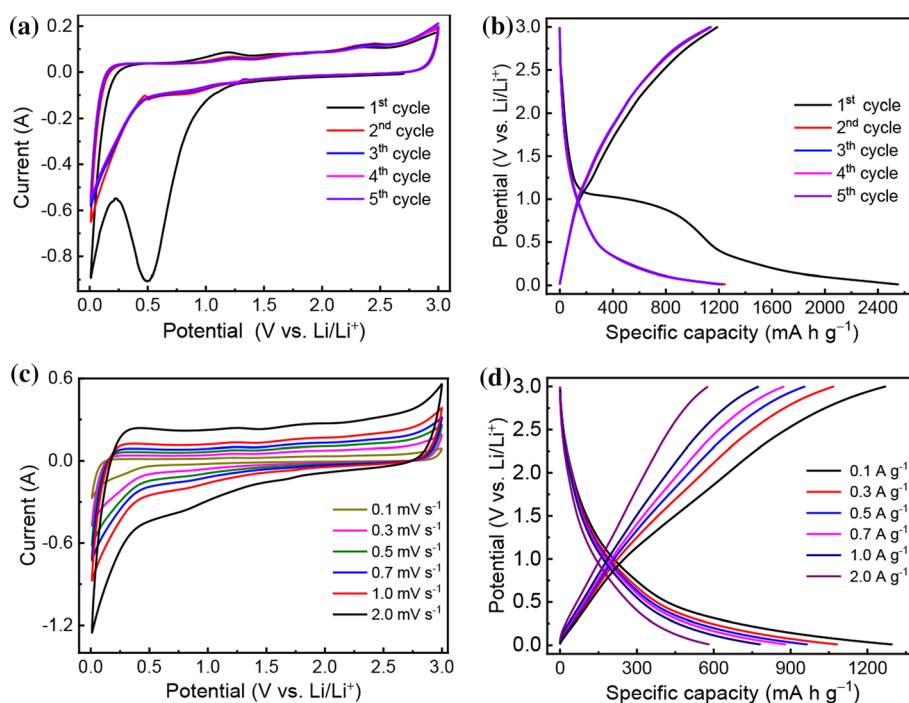 (a)
0.2
0.0
-0.2
-0.4
-0.6
-0.8
Current (A)
1st cycle
2nd cycle
3th cycle
4th cycle
5th cycle
0.0 0.5 1.0 1.5 2.0 2.5 3.0
Potential (V vs. Li/Li⁺)
(b)
3.0
2.5
2.0
1.5
1.0
0.5
0.0
Potential (V vs. Li/Li⁺)
1st cycle
2nd cycle
3th cycle
4th cycle
5th cycle
0 400 800 1200 1600 2000 2400
Specific capacity (mA h g⁻¹)
(c)
0.6
0.0
-0.6
-1.2
Current (A)
0.1 mV s⁻¹
0.3 mV s⁻¹
0.5 mV s⁻¹
0.7 mV s⁻¹
1.0 mV s⁻¹
2.0 mV s⁻¹
0.0 0.5 1.0 1.5 2.0 2.5 3.0
Potential (V vs. Li/Li⁺)
(d)
3.0
2.5
2.0
1.5
1.0
0.5
0.0
Potential (V vs. Li/Li⁺)
0.1 A g⁻¹
0.3 A g⁻¹
0.5 A g⁻¹
0.7 A g⁻¹
1.0 A g⁻¹
2.0 A g⁻¹
0 300 600 900 1200
Specific capacity (mA h g⁻¹)